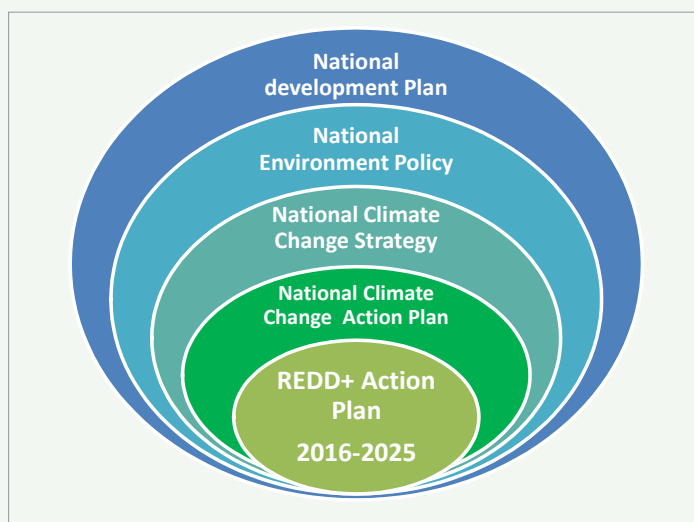 National
development Plan
National
Environment Policy
National Climate
Change Strategy
National Climate
Change Action Plan
REDD+ Action
Plan
2016-2025